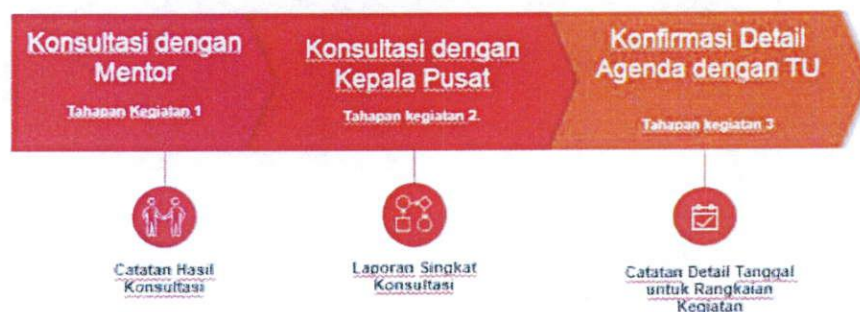 Konsultasi dengan
Mentor
Tahapan Kegiatan 1
Konsultasi dengan
Kepala Pusat
Tahapan kegiatan 2.
Konfirmasi Detail
Agenda dengan TU
Tahapan kegiatan 3
Catatan Hasil
Konsultasi
Laporan Singkat
Konsultasi
Catatan Detail Tanggal
untuk Rangkaian
Kegiatan